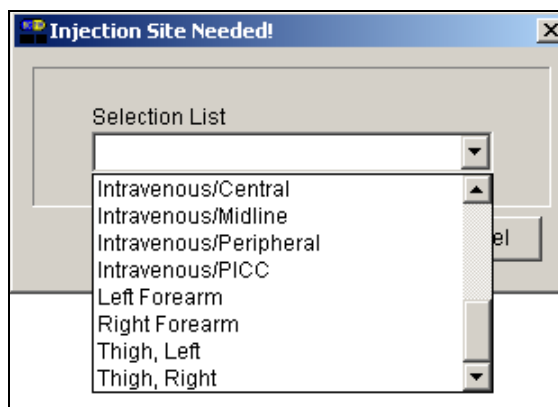 Injection Site Needed!
Selection List
Intravenous/Central
Intravenous/Midline
Intravenous/Peripheral
Intravenous/PICC
el
Left Forearm
Right Forearm
Thigh, Left
Thigh, Right